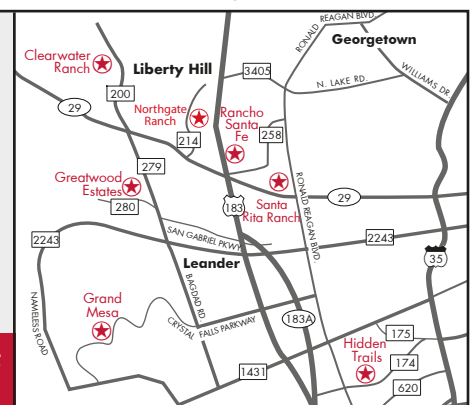 RONALD REAGAN BLVD.
Georgetown
Clearwater
Ranch
Liberty Hill
3405
WILLIAMS DR
N. LAKE RD.
200
29
Northgate
Ranch
Rancho
Santa
Fe
258
214
279
Greatwood
Estates
280
183
Santa
Rita Ranch
RONALD REAGAN BLVD.
29
2243
SAN GABRIEL PKWY
2243
Leander
35
NAMELESS ROAD
BAGDAD RD
Grand
Mesa
CRYSTAL FALLS PARKWAY
183A
175
Hidden
Trails
174
1431
620